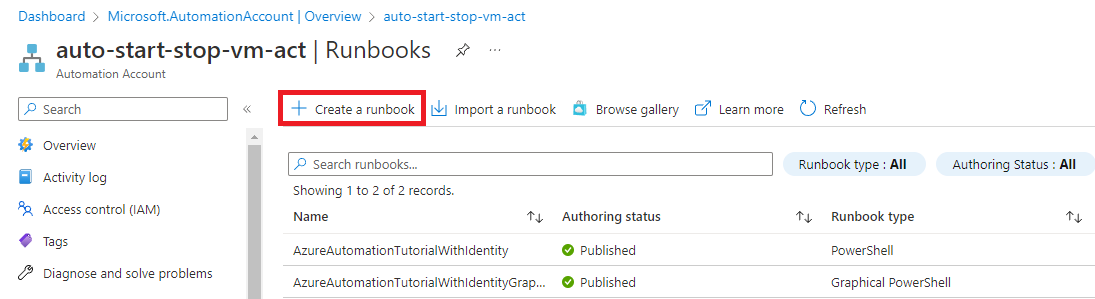 Dashboard > Microsoft.AutomationAccount | Overview > auto-start-stop-vm-act
auto-start-stop-vm-act | Runbooks ...
Automation Account
Search «
+ Create a runbook Import a runbook Browse gallery Learn more Refresh
Overview
Activity log
Access control (IAM)
Tags
Diagnose and solve problems
Search runbooks...
Runbook type : All Authoring Status : All
Showing 1 to 2 of 2 records.
Name ↑↓ Authoring status ↑↓ Runbook type ↑↓
AzureAutomationTutorialWithIdentity Published PowerShell
AzureAutomationTutorialWithIdentityGrap... Published Graphical PowerShell